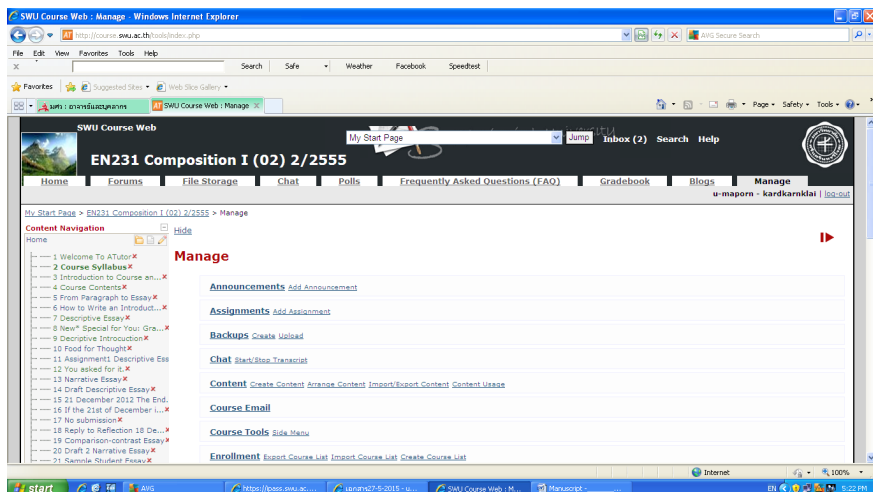 SWU Course Web : Manage - Windows Internet Explorer
http://course.swu.ac.th/tools/index.php
AVG Secure Search
File Edit View Favorites Tools Help
x Search Safe Weather Facebook Speedtest
Favorites Suggested Sites Web Slice Gallery
SWU Course Web : Manage
Page Safety Tools
SWU Course Web
My Start Page Jump Inbox (2) Search Help
EN231 Composition I (02) 2/2555
Home Forums File Storage Chat Polls Frequently Asked Questions (FAQ) Gradebook Blogs Manage
u-maporn - kardkarnklai | log-out
My Start Page > EN231 Composition I (02) 2/2555 > Manage
Content Navigation
Hide
Home
Manage
1 Welcome To ATutor
2 Course Syllabus
3 Introduction to Course an...
4 Course Contents
5 From Paragraph to Essay
6 How to Write an Introduct...
7 Descriptive Essay
8 New* Special for You: Gra...
9 Decriptive Introcuction
10 Food for Thought
11 Assignment1 Descriptive Ess
12 You asked for it.
13 Narrative Essay
14 Draft Descriptive Essay
15 21 December 2012 The End.
16 If the 21st of December i...
17 No submission
18 Reply to Reflection 18 De...
19 Comparison-contrast Essay
20 Draft 2 Narrative Essay
21 Sample Student Essay
Announcements Add Announcement
Assignments Add Assignment
Backups Create Upload
Chat Start/Stop Transcript
Content Create Content Arrange Content Import/Export Content Content Usage
Course Email
Course Tools Side Menu
Enrollment Export Course List Import Course List Create Course List
Internet 100%
start AVG https://ipass.swu.ac.... SWU Course Web : M... Manuscript - EN 5:22 PM